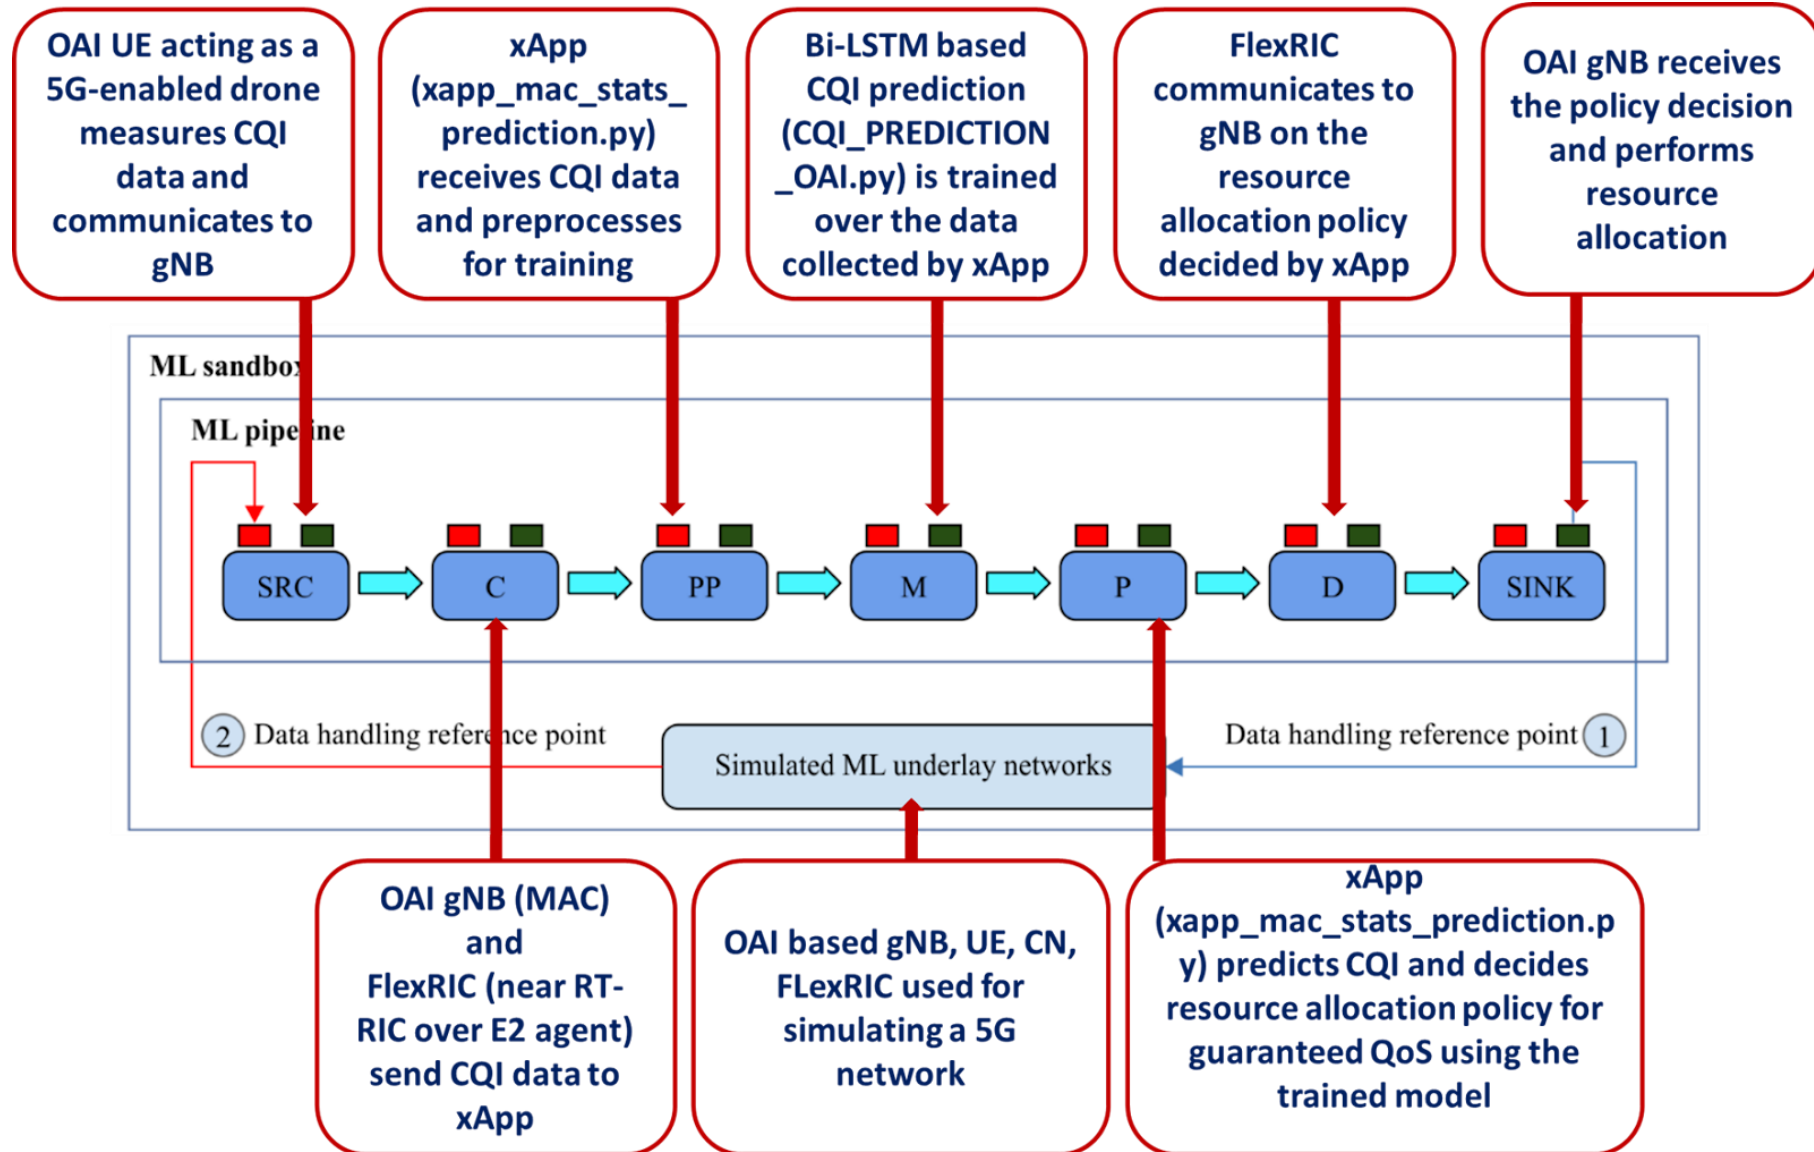 OAI UE acting as a
5G-enabled drone
measures CQI
data and
communicates to
gNB
xApp
(xapp_mac_stats_
prediction.py)
receives CQI data
and preprocesses
for training
Bi-LSTM based
CQI prediction
(CQI_PREDICTION
_OAI.py) is trained
over the data
collected by xApp
FlexRIC
communicates to
gNB on the
resource
allocation policy
decided by xApp
OAI gNB receives
the policy decision
and performs
resource
allocation
ML sandbox
ML pipeline
SRC
C
PP
M
P
D
SINK
2 Data handling reference point
Simulated ML underlay networks
Data handling reference point 1
OAI gNB (MAC)
and
FlexRIC (near RT-
RIC over E2 agent)
send CQI data to
xApp
OAI based gNB, UE, CN,
FLexRIC used for
simulating a 5G
network
xApp
(xapp_mac_stats_prediction.p
y) predicts CQI and decides
resource allocation policy for
guaranteed QoS using the
trained model